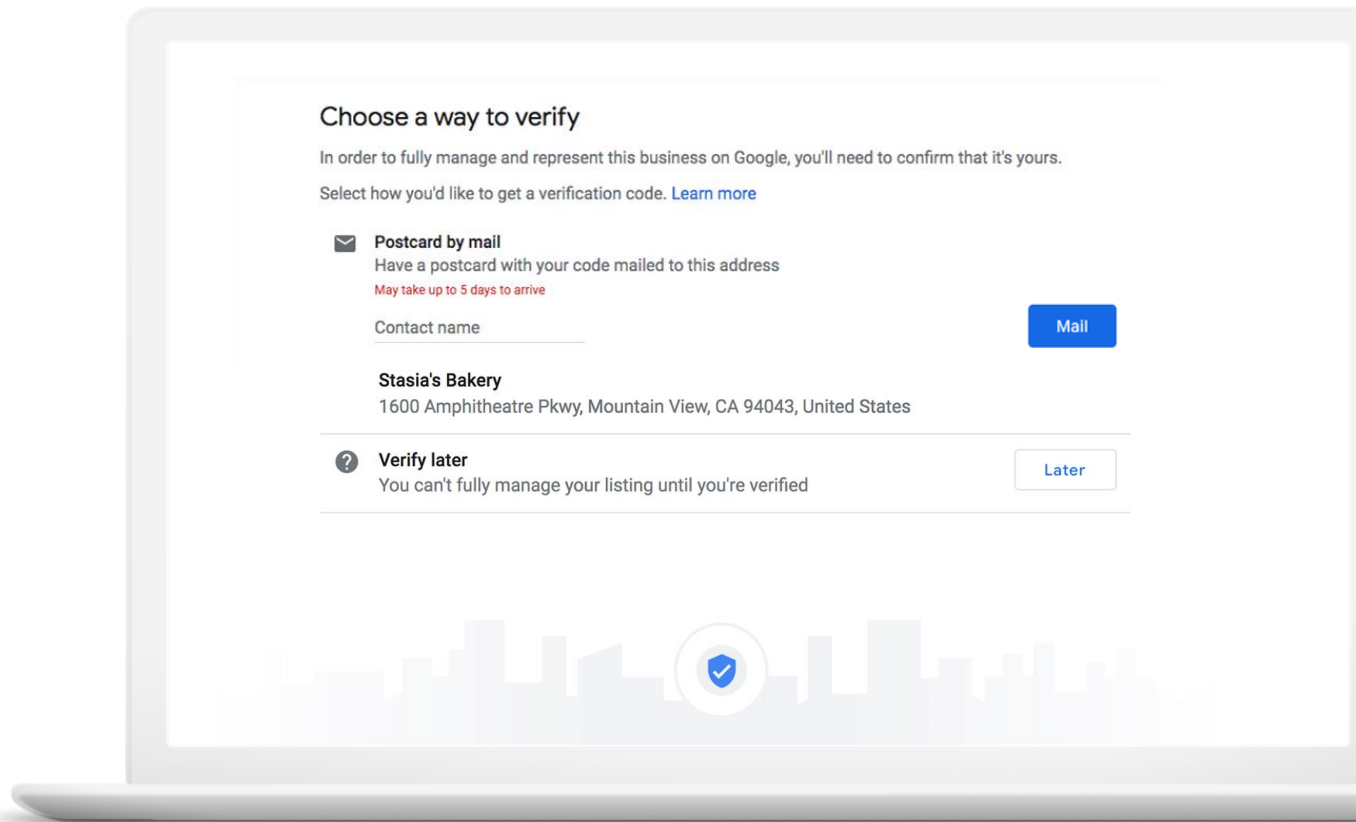 Choose a way to verify
In order to fully manage and represent this business on Google, you'll need to confirm that it's yours.
Select how you'd like to get a verification code. Learn more
Postcard by mail
Have a postcard with your code mailed to this address
May take up to 5 days to arrive
Contact name
Mail
Stasia's Bakery
1600 Amphitheatre Pkwy, Mountain View, CA 94043, United States
Verify later
You can't fully manage your listing until you're verified
Later